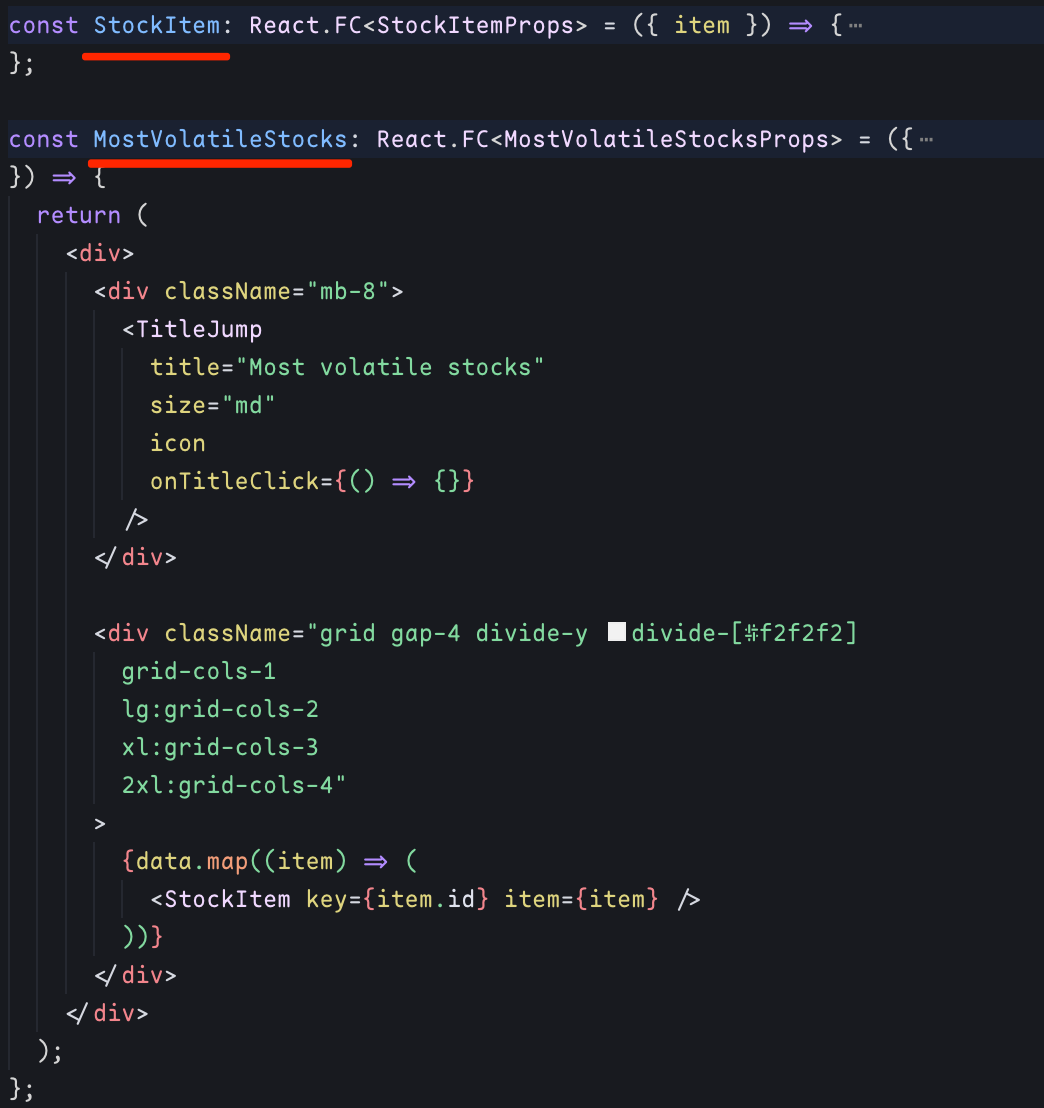 const StockItem: React.FC<StockItemProps> = ({ item }) => {…
};
const MostVolatileStocks: React.FC<MostVolatileStocksProps> = ({…
}) => {
return (
<div>
<div className="mb-8">
<TitleJump
title="Most volatile stocks"
size="md"
icon
onTitleClick={() => {}}
/>
</div>
<div className="grid gap-4 divide-y divide-[#f2f2f2]
grid-cols-1
lg:grid-cols-2
xl:grid-cols-3
2xl:grid-cols-4"
>
{data.map((item) => (
<StockItem key={item.id} item={item} />
))}
</div>
</div>
);
};